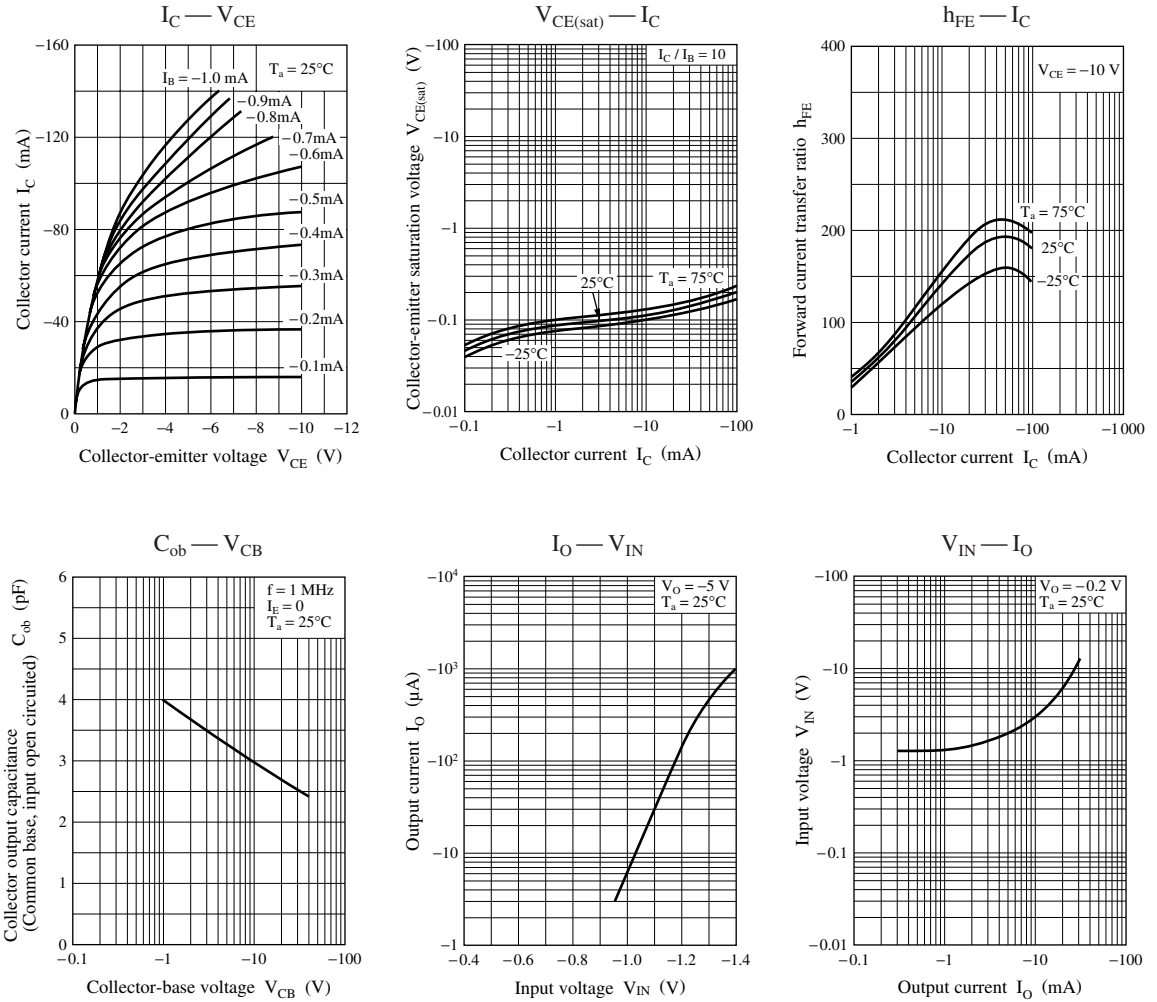 I_C — V_CE
−160
−120
−80
−40
0
0
−2
−4
−6
−8
−10
−12
T_a = 25°C
I_B = −1.0 mA
−0.9mA
−0.8mA
−0.7mA
−0.6mA
−0.5mA
−0.4mA
−0.3mA
−0.2mA
−0.1mA
Collector current I_C (mA)
Collector-emitter voltage V_CE (V)
V_CE(sat) — I_C
−100
−10
−1
−0.1
−0.01
−0.1
−1
−10
−100
I_C / I_B = 10
25°C
T_a = 75°C
−25°C
Collector-emitter saturation voltage V_CE(sat) (V)
Collector current I_C (mA)
h_FE — I_C
400
300
200
100
0
−1
−10
−100
−1 000
V_CE = −10 V
T_a = 75°C
25°C
−25°C
Forward current transfer ratio h_FE
Collector current I_C (mA)
C_ob — V_CB
6
5
4
3
2
1
0
−0.1
−1
−10
−100
f = 1 MHz
I_E = 0
T_a = 25°C
Collector output capacitance C_ob (pF)
(Common base, input open circuited)
Collector-base voltage V_CB (V)
I_O — V_IN
−10⁴
−10³
−10²
−10
−1
−0.4
−0.6
−0.8
−1.0
−1.2
−1.4
V_O = −5 V
T_a = 25°C
Output current I_O (µA)
Input voltage V_IN (V)
V_IN — I_O
−100
−10
−1
−0.1
−0.01
−0.1
−1
−10
−100
V_O = −0.2 V
T_a = 25°C
Input voltage V_IN (V)
Output current I_O (mA)